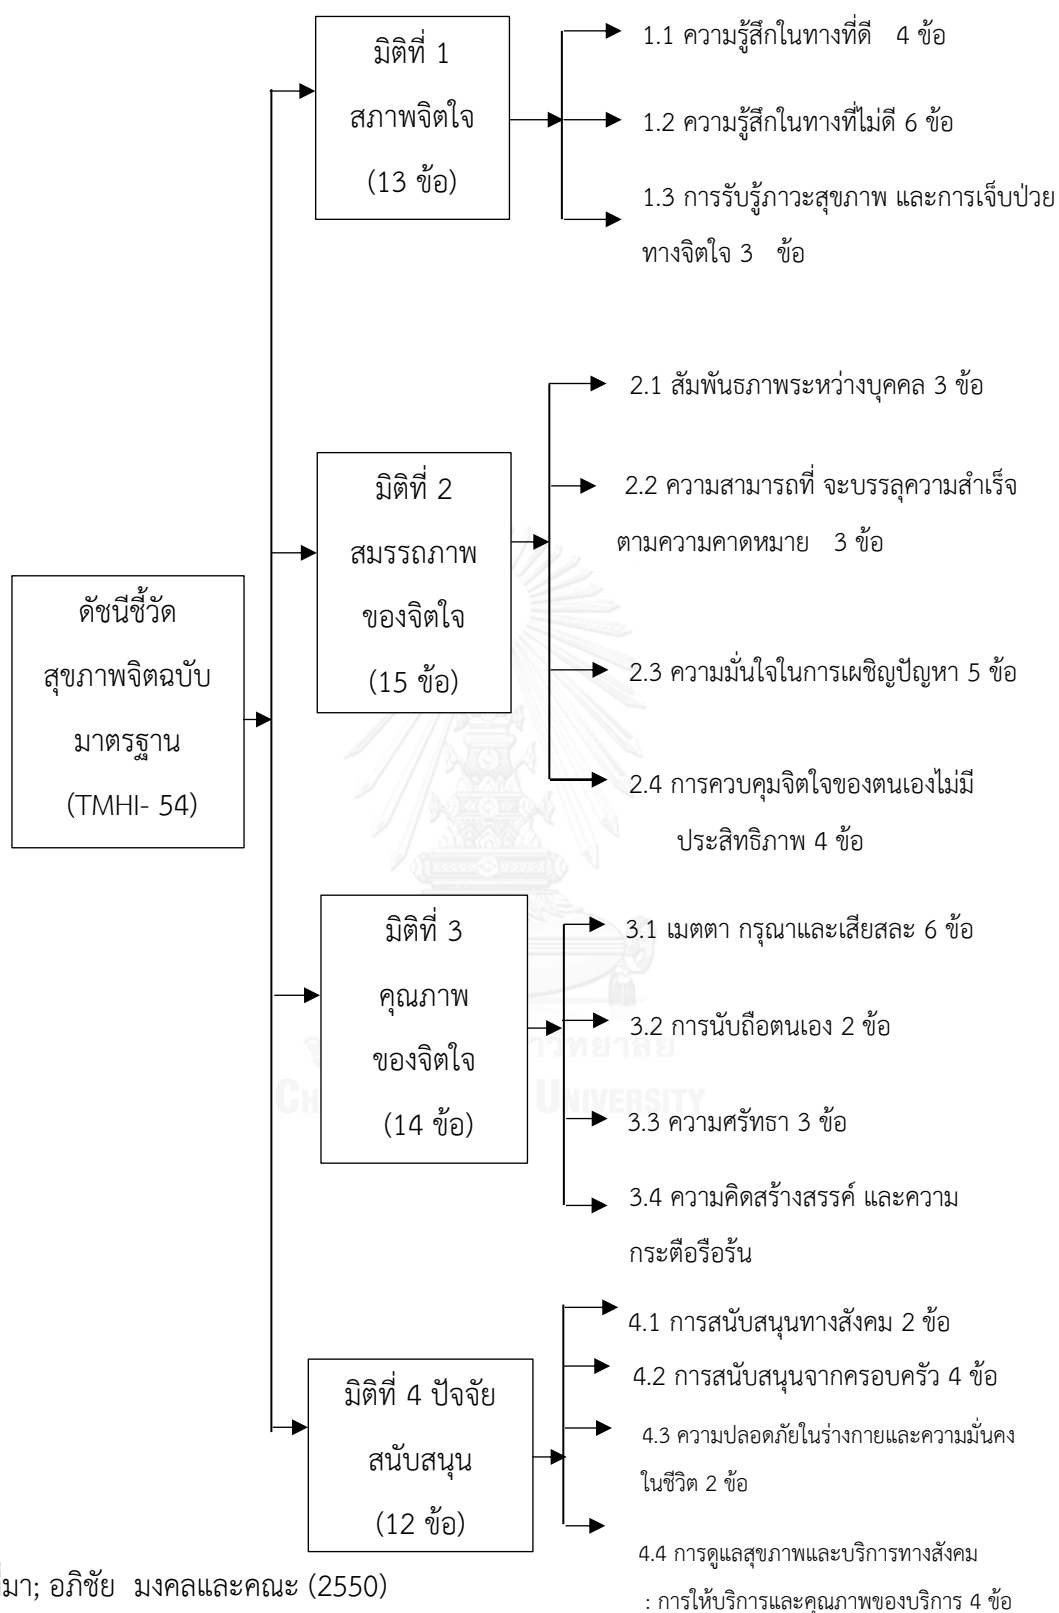 ดัชนีชี้วัด
สุขภาพจิตฉบับ
มาตรฐาน
(TMHI- 54)
มิติที่ 1
สภาพจิตใจ
(13 ข้อ)
1.1 ความรู้สึกในทางที่ดี 4 ข้อ
1.2 ความรู้สึกในทางที่ไม่ดี 6 ข้อ
1.3 การรับรู้ภาวะสุขภาพ และการเจ็บป่วย
ทางจิตใจ 3 ข้อ
มิติที่ 2
สมรรถภาพ
ของจิตใจ
(15 ข้อ)
2.1 สัมพันธภาพระหว่างบุคคล 3 ข้อ
2.2 ความสามารถที่ จะบรรลุความสำเร็จ
ตามความคาดหมาย 3 ข้อ
2.3 ความมั่นใจในการเผชิญปัญหา 5 ข้อ
2.4 การควบคุมจิตใจของตนเองไม่มี
ประสิทธิภาพ 4 ข้อ
มิติที่ 3
คุณภาพ
ของจิตใจ
(14 ข้อ)
3.1 เมตตา กรุณาและเสียสละ 6 ข้อ
3.2 การนับถือตนเอง 2 ข้อ
3.3 ความศรัทธา 3 ข้อ
3.4 ความคิดสร้างสรรค์ และความ
กระตือรือร้น
มิติที่ 4 ปัจจัย
สนับสนุน
(12 ข้อ)
4.1 การสนับสนุนทางสังคม 2 ข้อ
4.2 การสนับสนุนจากครอบครัว 4 ข้อ
4.3 ความปลอดภัยในร่างกายและความมั่นคง
ในชีวิต 2 ข้อ
4.4 การดูแลสุขภาพและบริการทางสังคม
: การให้บริการและคุณภาพของบริการ 4 ข้อ
อภิชัย มงคลและคณะ (2550)
UNIVERSITY